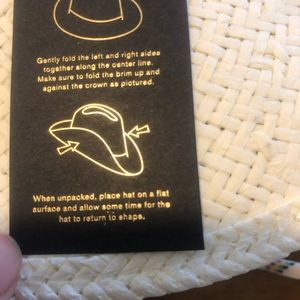 Gently fold the left and right sides
together along the center line.
Make sure to fold the brim up and
against the crown as pictured.
When unpacked, place hat on a flat
surface and allow some time for the
hat to return to shape.